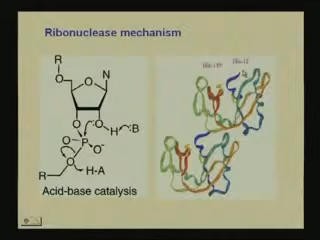 Ribonuclease mechanism
R
O
O
N
O
O
H
:B
P
O
O⁻
R
H-A
Acid-base catalysis